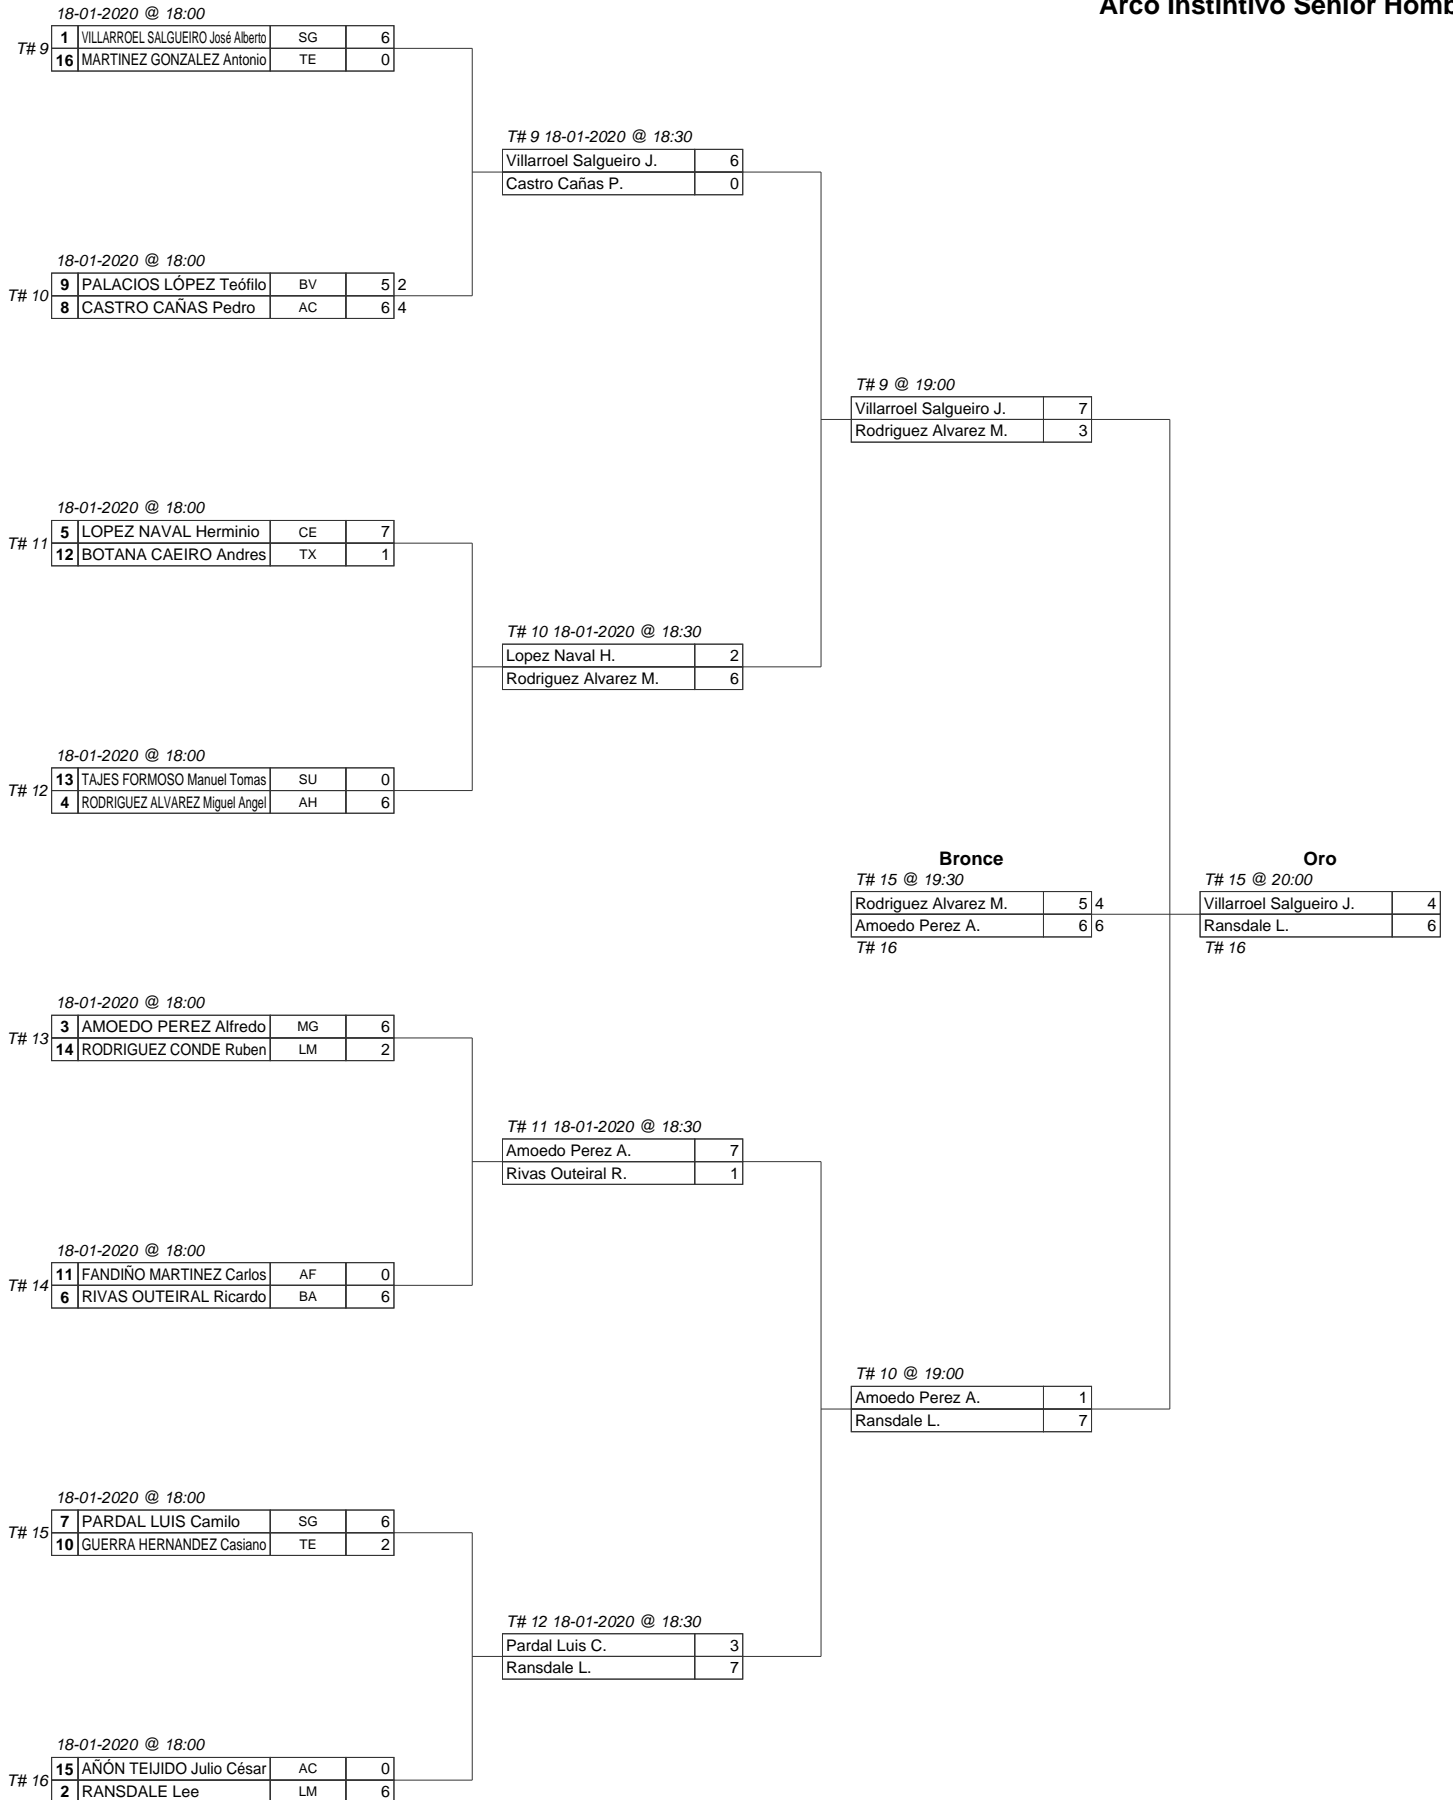 Arco Instintivo Senior Homb
18-01-2020 @ 18:00
T# 9
1 VILLARROEL SALGUEIRO José Alberto SG 6
16 MARTINEZ GONZALEZ Antonio TE 0
T# 9 18-01-2020 @ 18:30
Villarroel Salgueiro J. 6
Castro Cañas P. 0
18-01-2020 @ 18:00
T# 10
9 PALACIOS LÓPEZ Teófilo BV 5 2
8 CASTRO CAÑAS Pedro AC 6 4
T# 9 @ 19:00
Villarroel Salgueiro J. 7
Rodriguez Alvarez M. 3
18-01-2020 @ 18:00
T# 11
5 LOPEZ NAVAL Herminio CE 7
12 BOTANA CAEIRO Andres TX 1
T# 10 18-01-2020 @ 18:30
Lopez Naval H. 2
Rodriguez Alvarez M. 6
18-01-2020 @ 18:00
T# 12
13 TAJES FORMOSO Manuel Tomas SU 0
4 RODRIGUEZ ALVAREZ Miguel Angel AH 6
Bronce
T# 15 @ 19:30
Rodriguez Alvarez M. 5 4
Amoedo Perez A. 6 6
T# 16
Oro
T# 15 @ 20:00
Villarroel Salgueiro J. 4
Ransdale L. 6
T# 16
18-01-2020 @ 18:00
T# 13
3 AMOEDO PEREZ Alfredo MG 6
14 RODRIGUEZ CONDE Ruben LM 2
T# 11 18-01-2020 @ 18:30
Amoedo Perez A. 7
Rivas Outeiral R. 1
18-01-2020 @ 18:00
T# 14
11 FANDIÑO MARTINEZ Carlos AF 0
6 RIVAS OUTEIRAL Ricardo BA 6
T# 10 @ 19:00
Amoedo Perez A. 1
Ransdale L. 7
18-01-2020 @ 18:00
T# 15
7 PARDAL LUIS Camilo SG 6
10 GUERRA HERNANDEZ Casiano TE 2
T# 12 18-01-2020 @ 18:30
Pardal Luis C. 3
Ransdale L. 7
18-01-2020 @ 18:00
T# 16
15 AÑÓN TEIJIDO Julio César AC 0
2 RANSDALE Lee LM 6